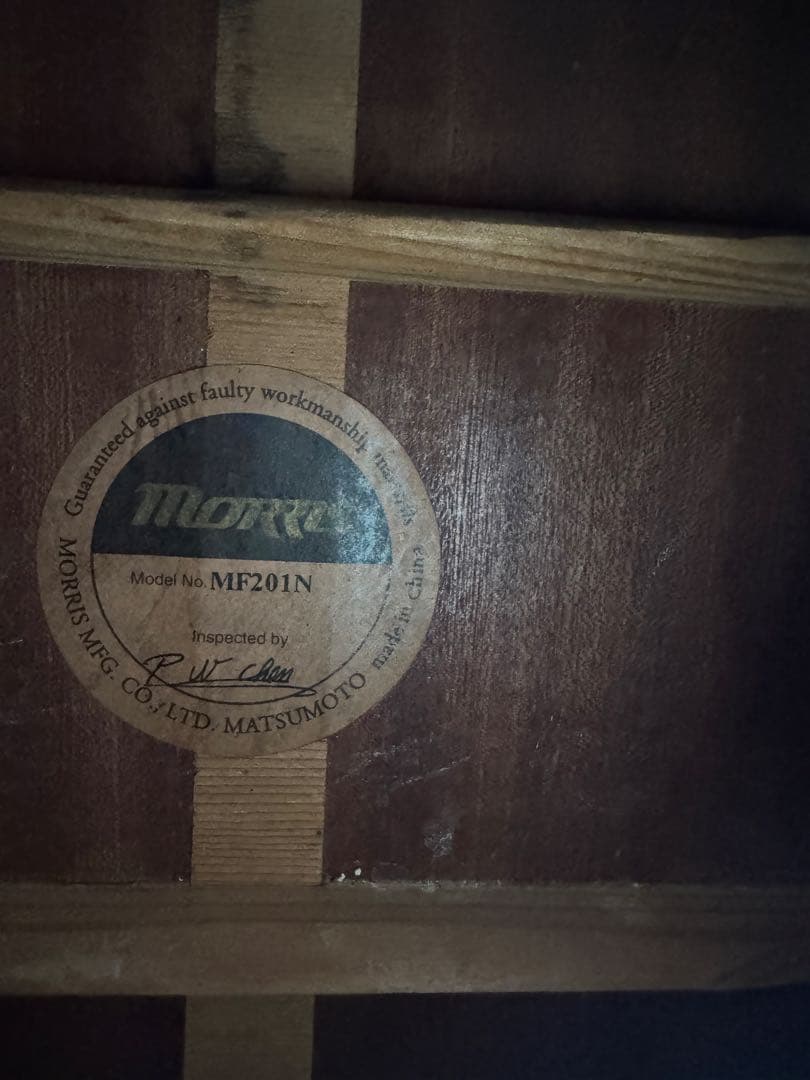 Guaranteed against faulty workmanship materials
MORRIS
Model No. MF201N
Inspected by
P W Chen
made in China
MORRIS MFG. CO., LTD. MATSUMOTO